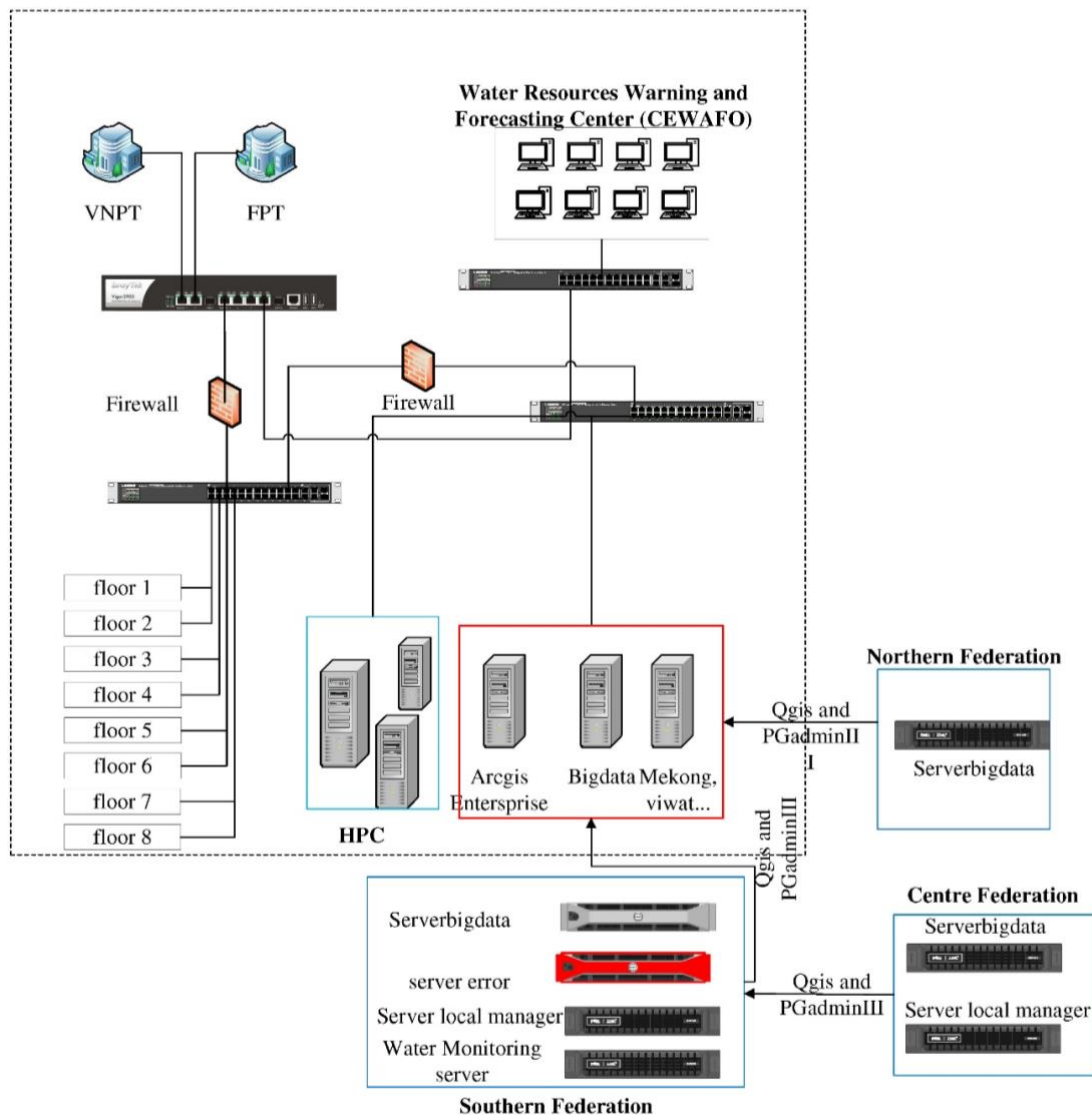 Water Resources Warning and
Forecasting Center (CEWAFO)
VNPT
FPT
Firewall
Firewall
floor 1
floor 2
floor 3
floor 4
floor 5
floor 6
floor 7
floor 8
HPC
Arcgis
Entersprise
Bigdata
Mekong,
viwat...
Northern Federation
Qgis and
PGadminII
I
Serverbigdata
Qgis and
PGadminIII
Centre Federation
Serverbigdata
Server local manager
Qgis and
PGadminIII
Serverbigdata
server error
Server local manager
Water Monitoring
server
Southern Federation